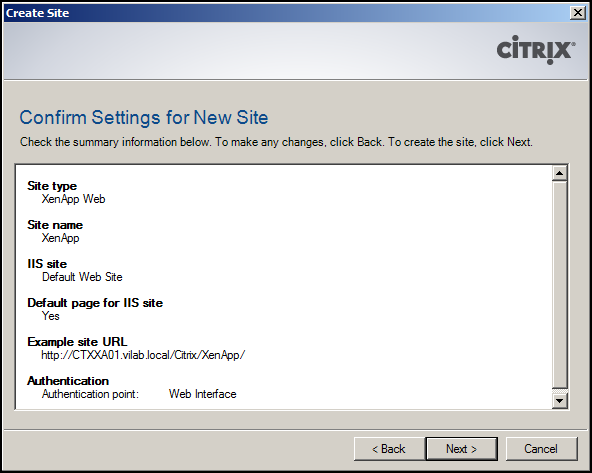 Create Site
CITRIX®
Confirm Settings for New Site
Check the summary information below. To make any changes, click Back. To create the site, click Next.
Site type
XenApp Web
Site name
XenApp
IIS site
Default Web Site
Default page for IIS site
Yes
Example site URL
http://CTXXA01.vilab.local/Citrix/XenApp/
Authentication
Authentication point: Web Interface
< Back Next > Cancel